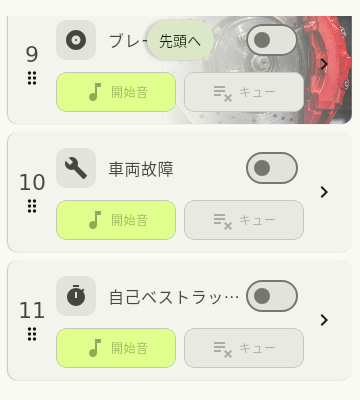 9
ブレー
先頭へ
開始音
キュー
10
車両故障
開始音
キュー
11
自己ベストラッ…
開始音
キュー